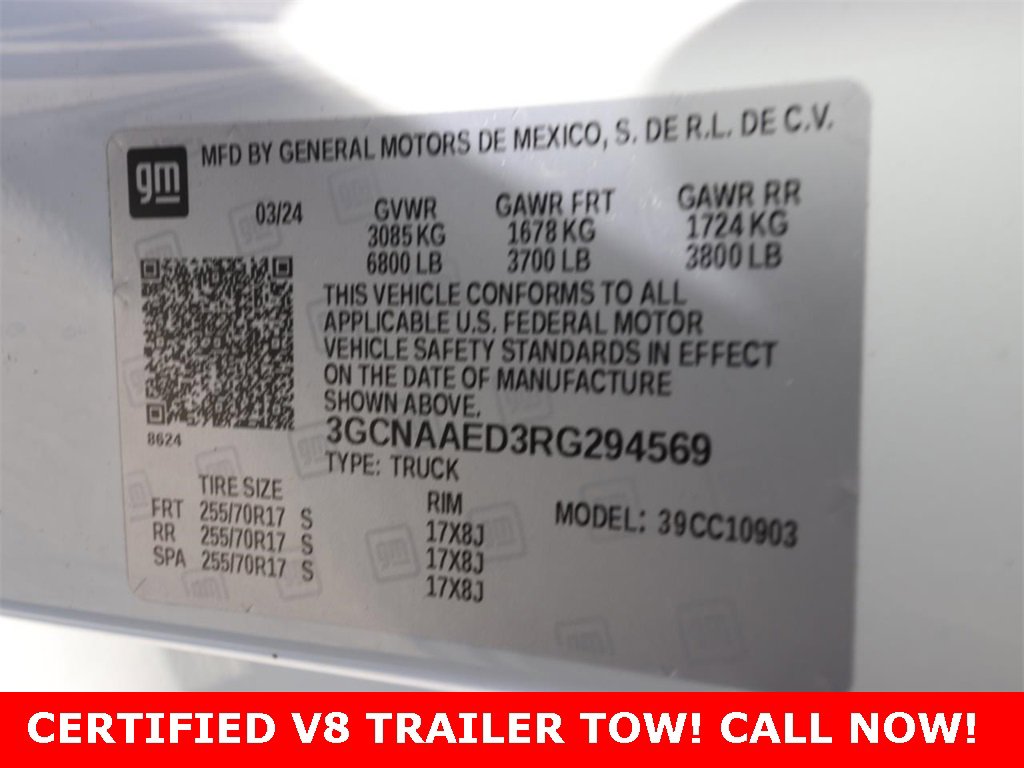 gm
MFD BY GENERAL MOTORS DE MEXICO, S. DE R.L. DE C.V.
03/24 GVWR GAWR FRT GAWR RR
3085 KG 1678 KG 1724 KG
6800 LB 3700 LB 3800 LB
THIS VEHICLE CONFORMS TO ALL
APPLICABLE U.S. FEDERAL MOTOR
VEHICLE SAFETY STANDARDS IN EFFECT
ON THE DATE OF MANUFACTURE
SHOWN ABOVE.
8624
3GCNAAED3RG294569
TYPE: TRUCK
TIRE SIZE RIM MODEL: 39CC10903
FRT 255/70R17 S 17X8J
RR 255/70R17 S 17X8J
SPA 255/70R17 S 17X8J
CERTIFIED V8 TRAILER TOW! CALL NOW!